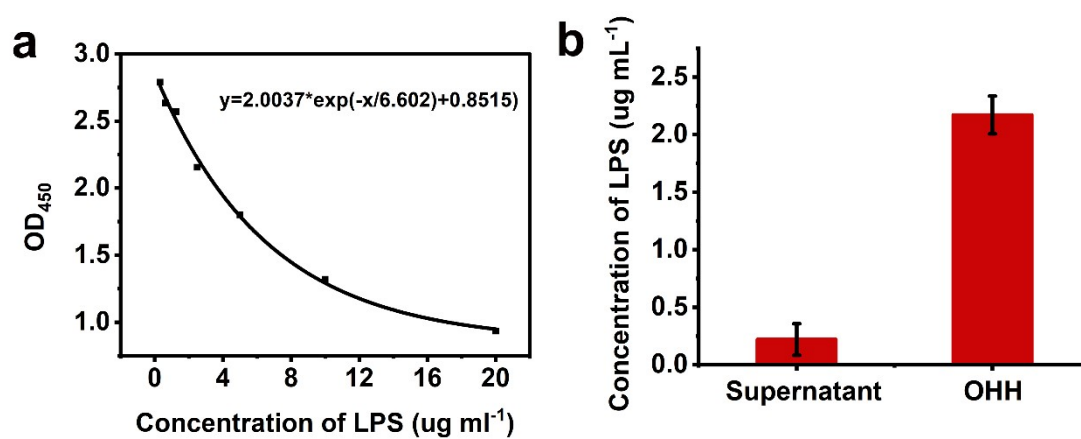 a
3.0
2.5
2.0
1.5
1.0
OD450
y=2.0037*exp(-x/6.602)+0.8515)
0 4 8 12 16 20
Concentration of LPS (ug ml-1)
b
Concentration of LPS (ug mL-1)
2.5
2.0
1.5
1.0
0.5
0.0
Supernatant OHH